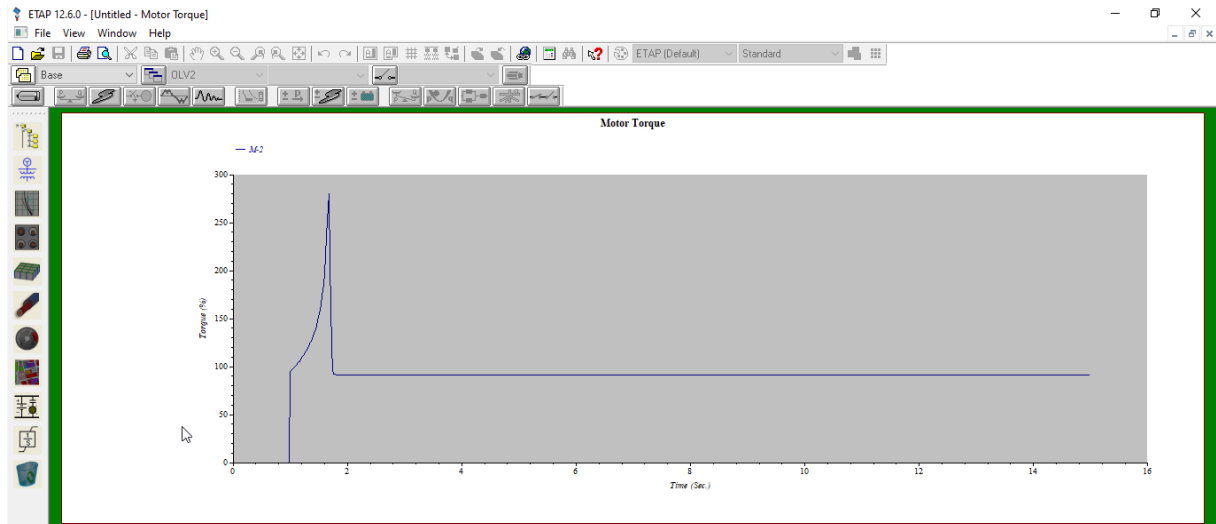 ETAP 12.6.0 - [Untitled - Motor Torque]
File View Window Help
ETAP (Default) Standard
Base OLV2
Motor Torque
M-2
300
250
200
150
100
50
0
Torque (%)
0 2 4 6 8 10 12 14 16
Time (Sec.)